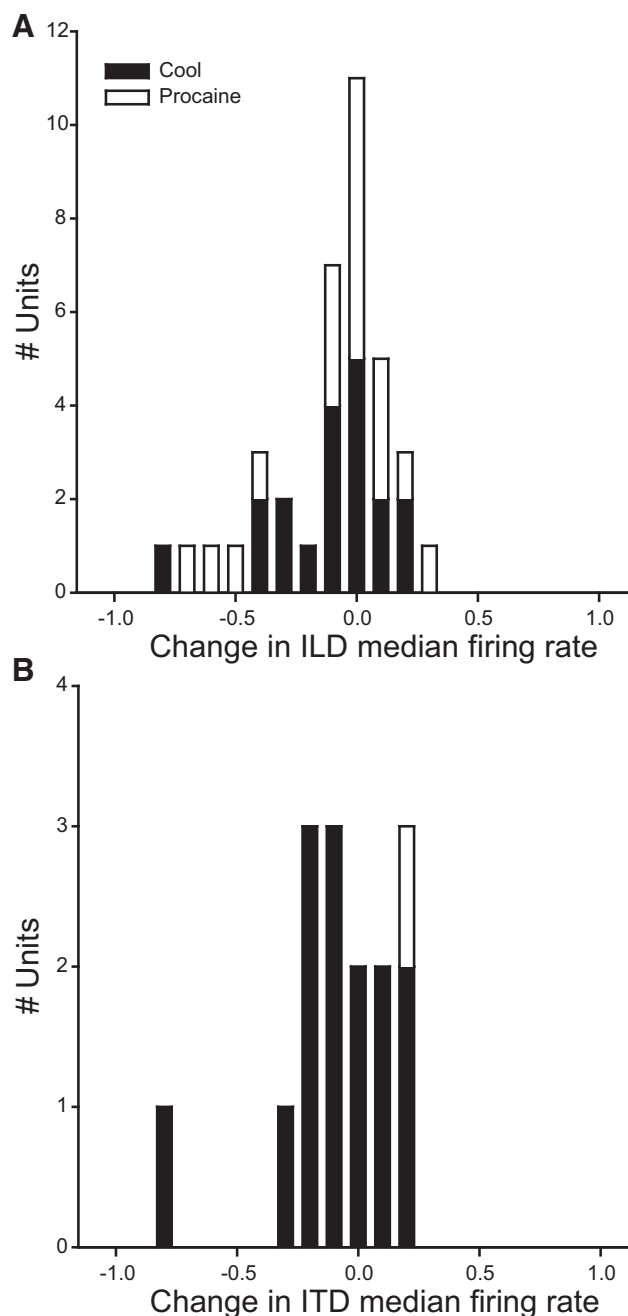 A
12
10
8
6
4
2
0
# Units
Cool
Procaine
-1.0 -0.5 0.0 0.5 1.0
Change in ILD median firing rate
B
4
3
2
1
0
# Units
-1.0 -0.5 0.0 0.5 1.0
Change in ITD median firing rate